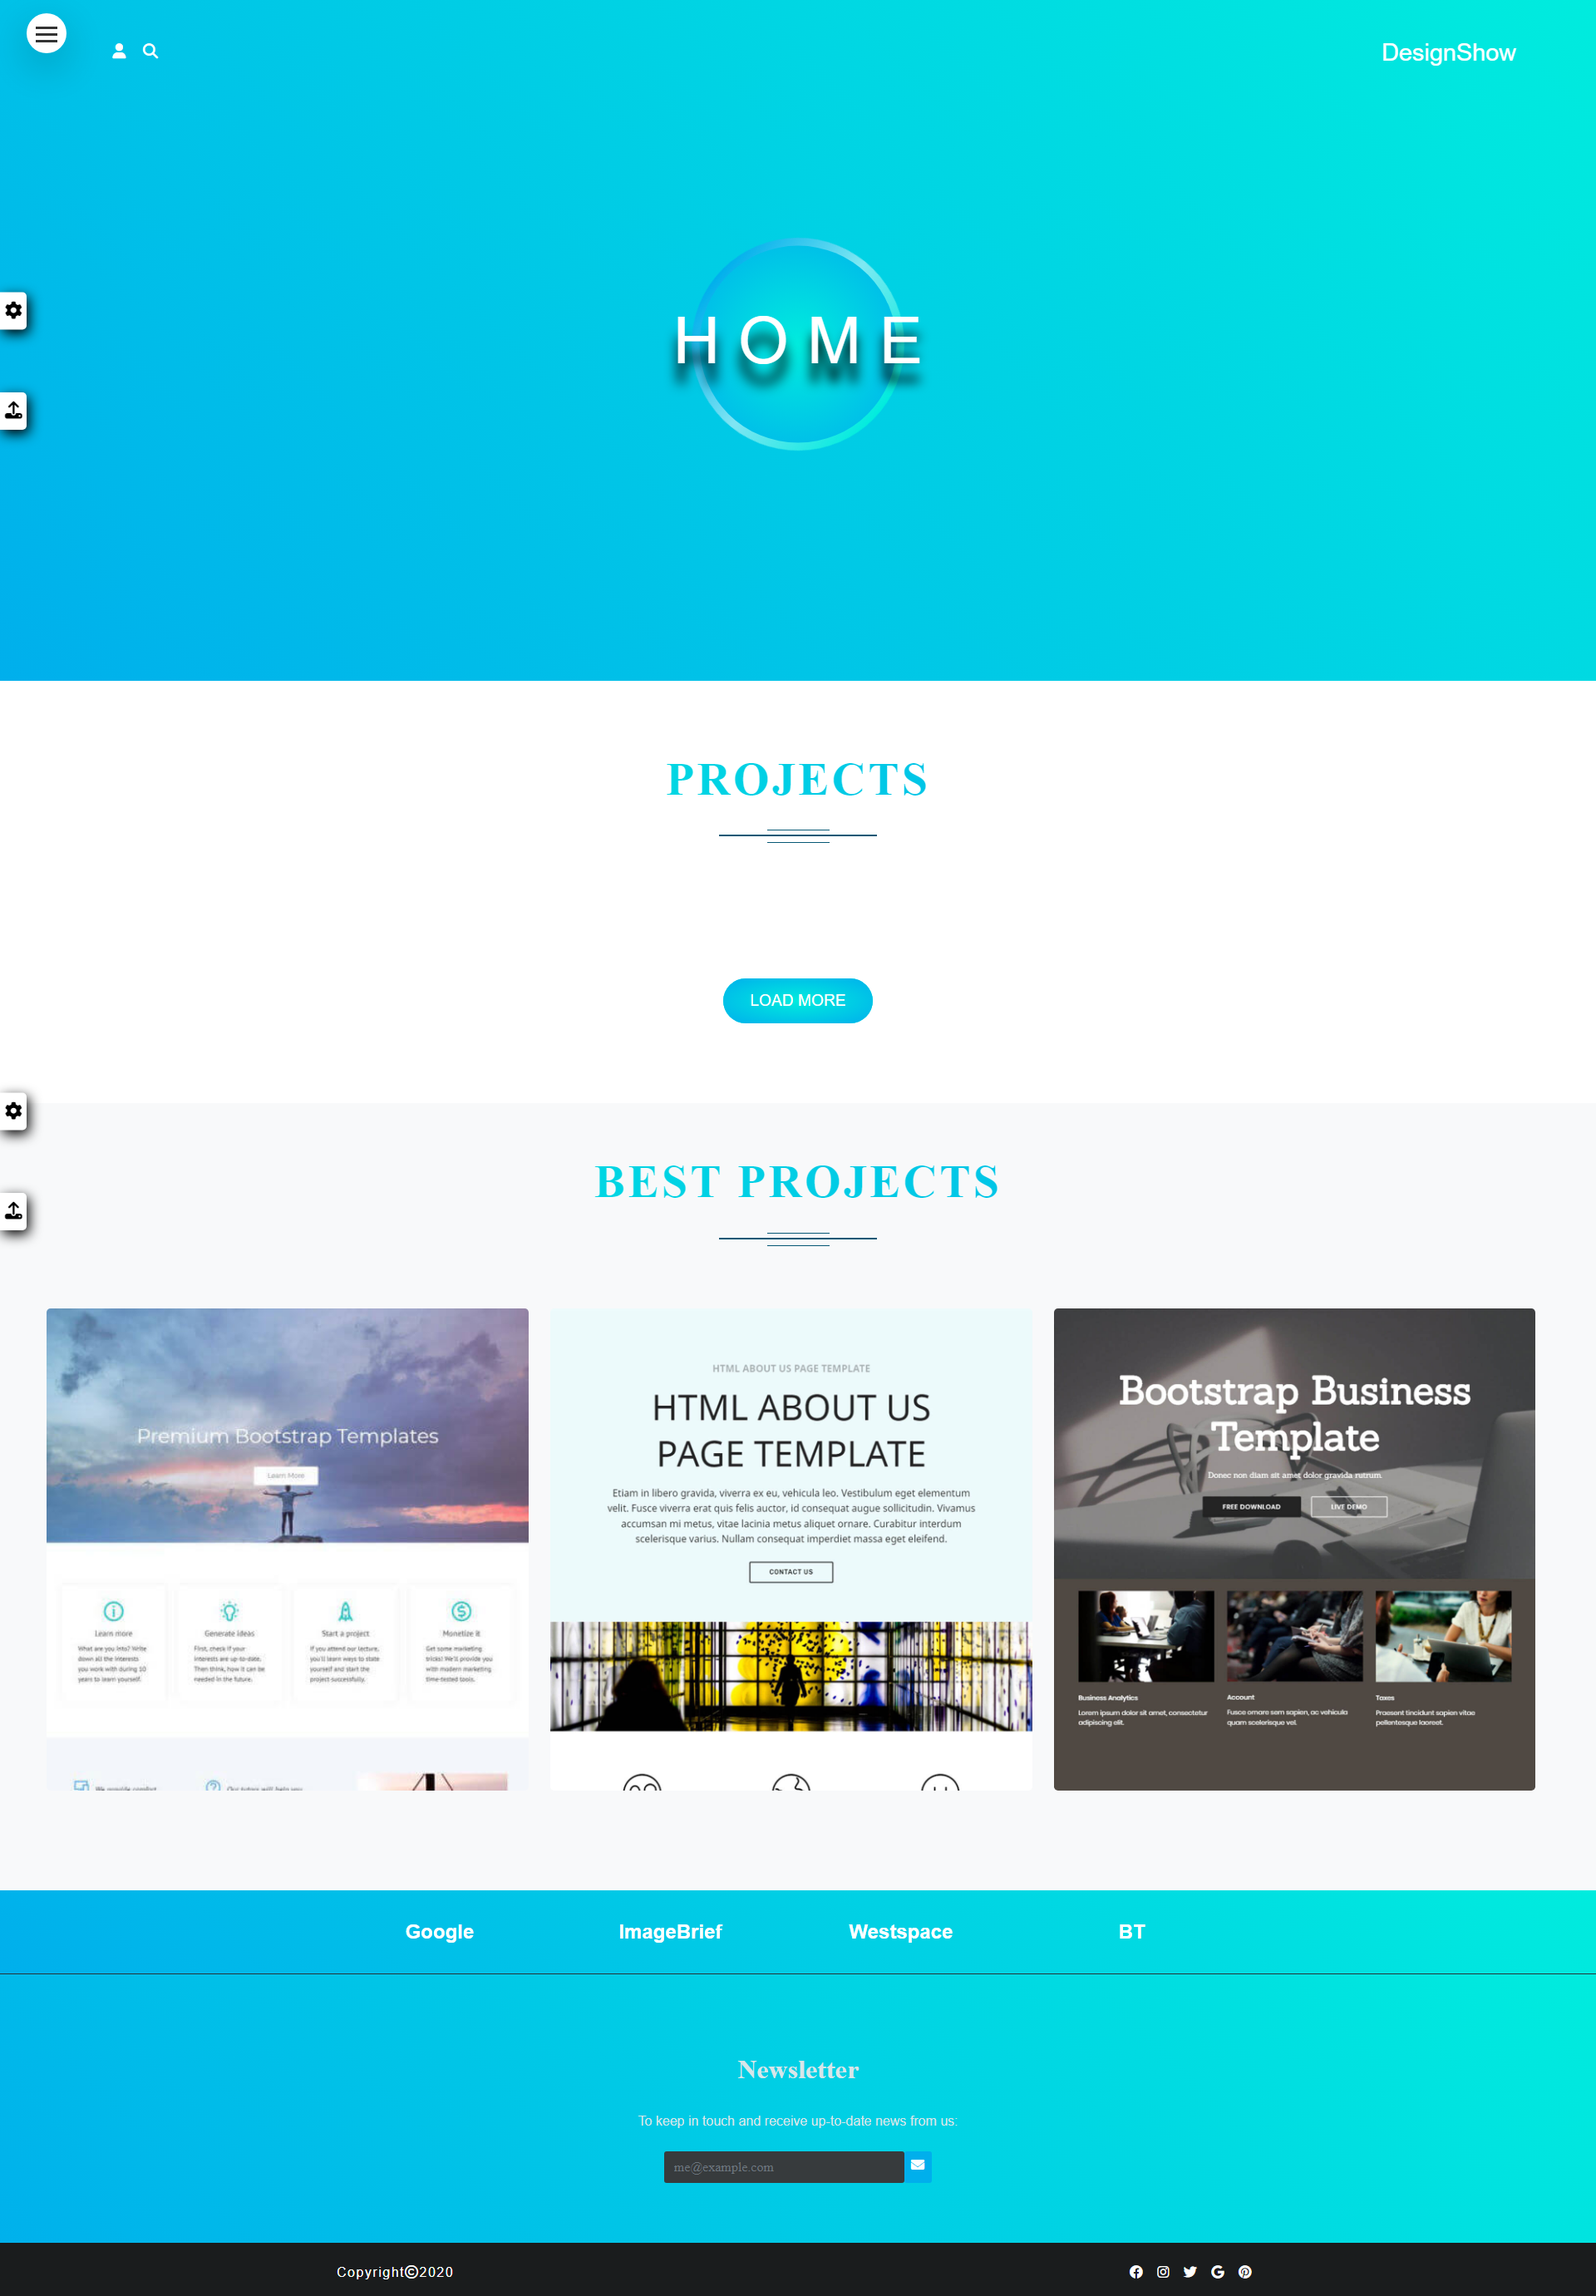 DesignShow
HOME
PROJECTS
LOAD MORE
BEST PROJECTS
Premium Bootstrap Templates
Learn More
Learn more
What are you into? Write
down all the interests
you work with during 10
years to learn yourself.
Generate ideas
First, check if your
interests are up-to-date.
Then think, how it can be
needed in the future.
Start a project
If you attend our lecture,
you'll learn ways to state
yourself and start the
project successfully.
Monetize it
Get some marketing
tricks! We'll provide you
with modern marketing
time-tested tools.
We provide comfort
Our tutors will help you
HTML ABOUT US PAGE TEMPLATE
HTML ABOUT US
PAGE TEMPLATE
Etiam in libero gravida, viverra ex eu, vehicula leo. Vestibulum eget elementum
velit. Fusce viverra erat quis felis auctor, id consequat augue sollicitudin. Vivamus
accumsan mi metus, vitae lacinia metus aliquet ornare. Curabitur interdum
scelerisque varius. Nullam consequat imperdiet massa eget eleifend.
CONTACT US
Bootstrap Business
Template
Donec non diam sit amet dolor gravida rutrum.
FREE DOWNLOAD
LIVE DEMO
Business Analytics
Lorem ipsum dolor sit amet, consectetur
adipiscing elit.
Account
Fusce ornare sem sapien, ac vehicula
quam scelerisque vel.
Taxes
Praesent tincidunt sapien vitae
pellentesque laoreet.
Google
ImageBrief
Westspace
BT
Newsletter
To keep in touch and receive up-to-date news from us:
me@example.com
Copyright©2020